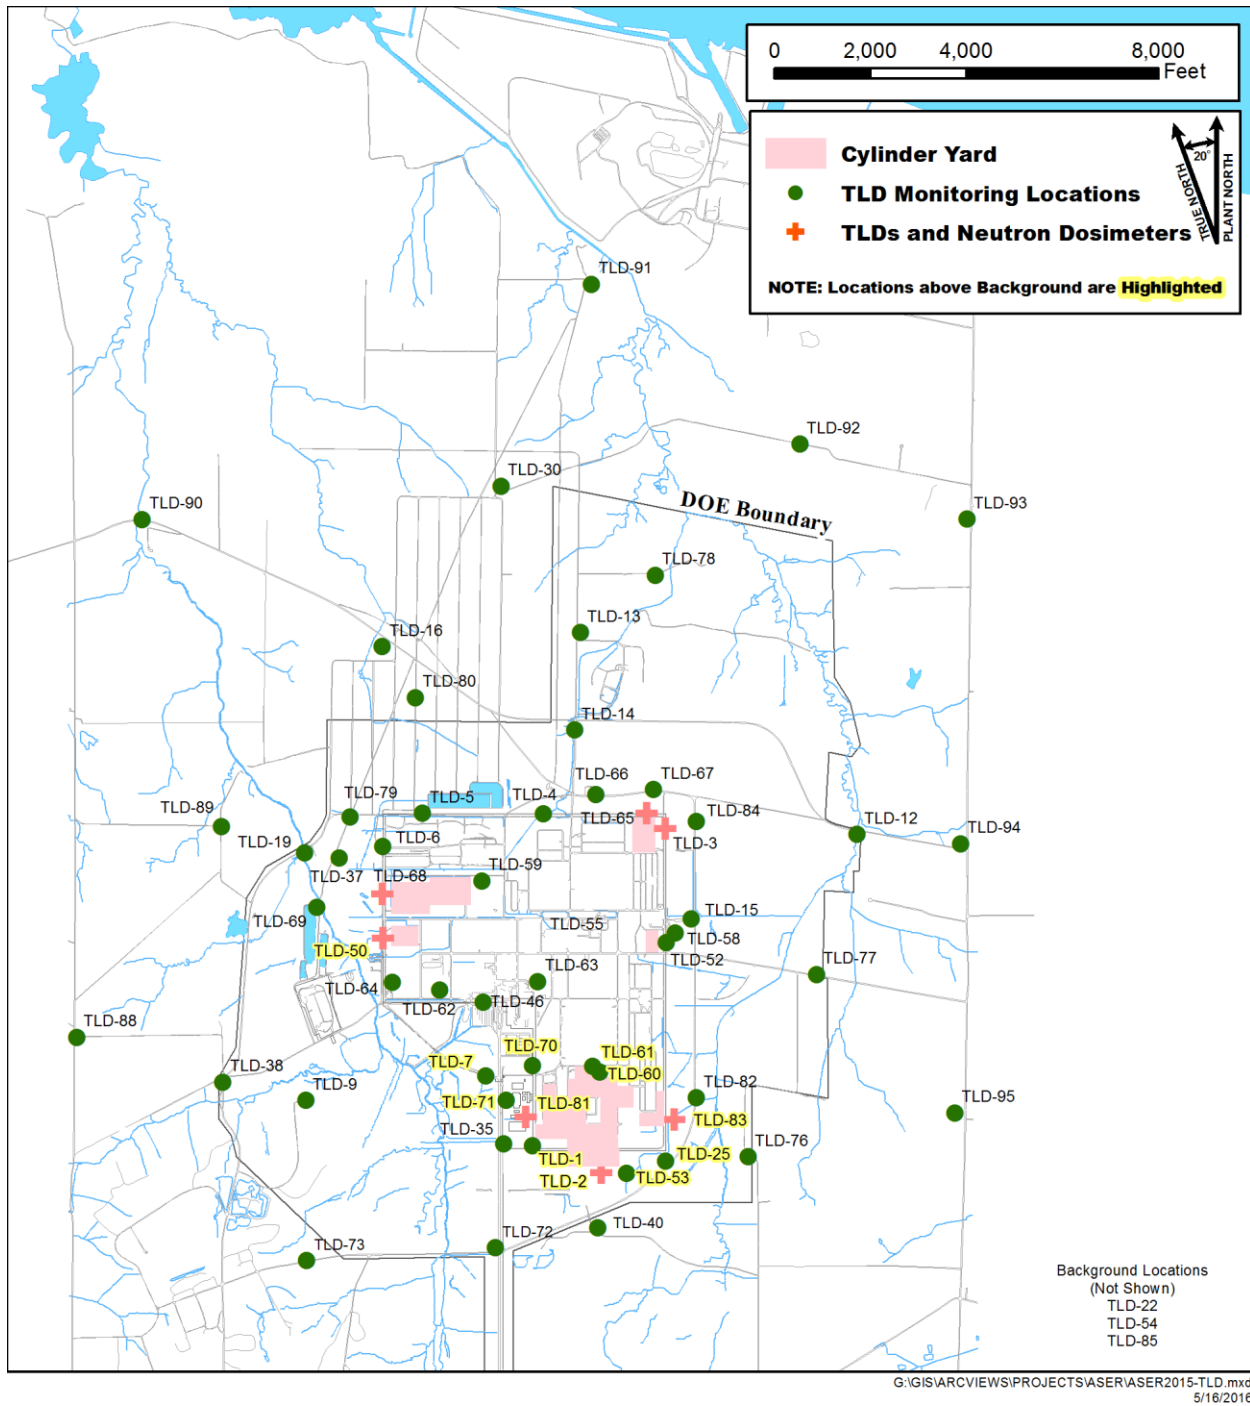 0 2,000 4,000 8,000
Feet
Cylinder Yard
TLD Monitoring Locations
TLDs and Neutron Dosimeters
20°
TRUE NORTH
PLANT NORTH
NOTE: Locations above Background are Highlighted
TLD-91
TLD-92
TLD-30
DOE Boundary
TLD-90
TLD-93
TLD-78
TLD-13
TLD-16
TLD-80
TLD-14
TLD-66
TLD-67
TLD-79
TLD-5
TLD-4
TLD-89
TLD-65
TLD-84
TLD-12
TLD-94
TLD-19
TLD-6
TLD-3
TLD-59
TLD-37
TLD-68
TLD-69
TLD-55
TLD-15
TLD-58
TLD-50
TLD-52
TLD-63
TLD-77
TLD-64
TLD-62
TLD-46
TLD-88
TLD-70
TLD-61
TLD-7
TLD-60
TLD-38
TLD-9
TLD-82
TLD-71
TLD-81
TLD-83
TLD-95
TLD-35
TLD-76
TLD-1
TLD-25
TLD-2
TLD-53
TLD-72
TLD-40
TLD-73
Background Locations
(Not Shown)
TLD-22
TLD-54
TLD-85
G:\GIS\ARCVIEWS\PROJECTS\ASER\ASER2015-TLD.mxd
5/16/2016